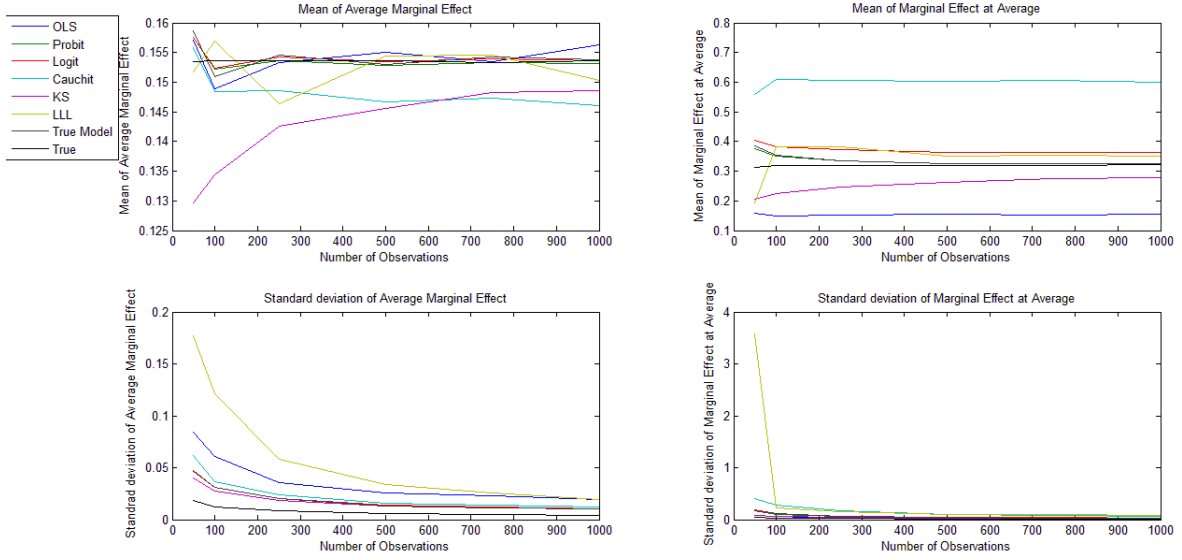 Mean of Average Marginal Effect
Mean of Average Marginal Effect
0.16
0.155
0.15
0.145
0.14
0.135
0.13
0.125
0 100 200 300 400 500 600 700 800 900 1000
Number of Observations
OLS
Probit
Logit
Cauchit
KS
LLL
True Model
True
Mean of Marginal Effect at Average
Mean of Marginal Effect at Average
0.8
0.7
0.6
0.5
0.4
0.3
0.2
0.1
0 100 200 300 400 500 600 700 800 900 1000
Number of Observations
Standard deviation of Average Marginal Effect
Standrad deviation of Average Marginal Effect
0.2
0.15
0.1
0.05
0
0 100 200 300 400 500 600 700 800 900 1000
Number of Observations
Standard deviation of Marginal Effect at Average
Standard deviation of Marginal Effect at Average
4
3
2
1
0
0 100 200 300 400 500 600 700 800 900 1000
Number of Observations